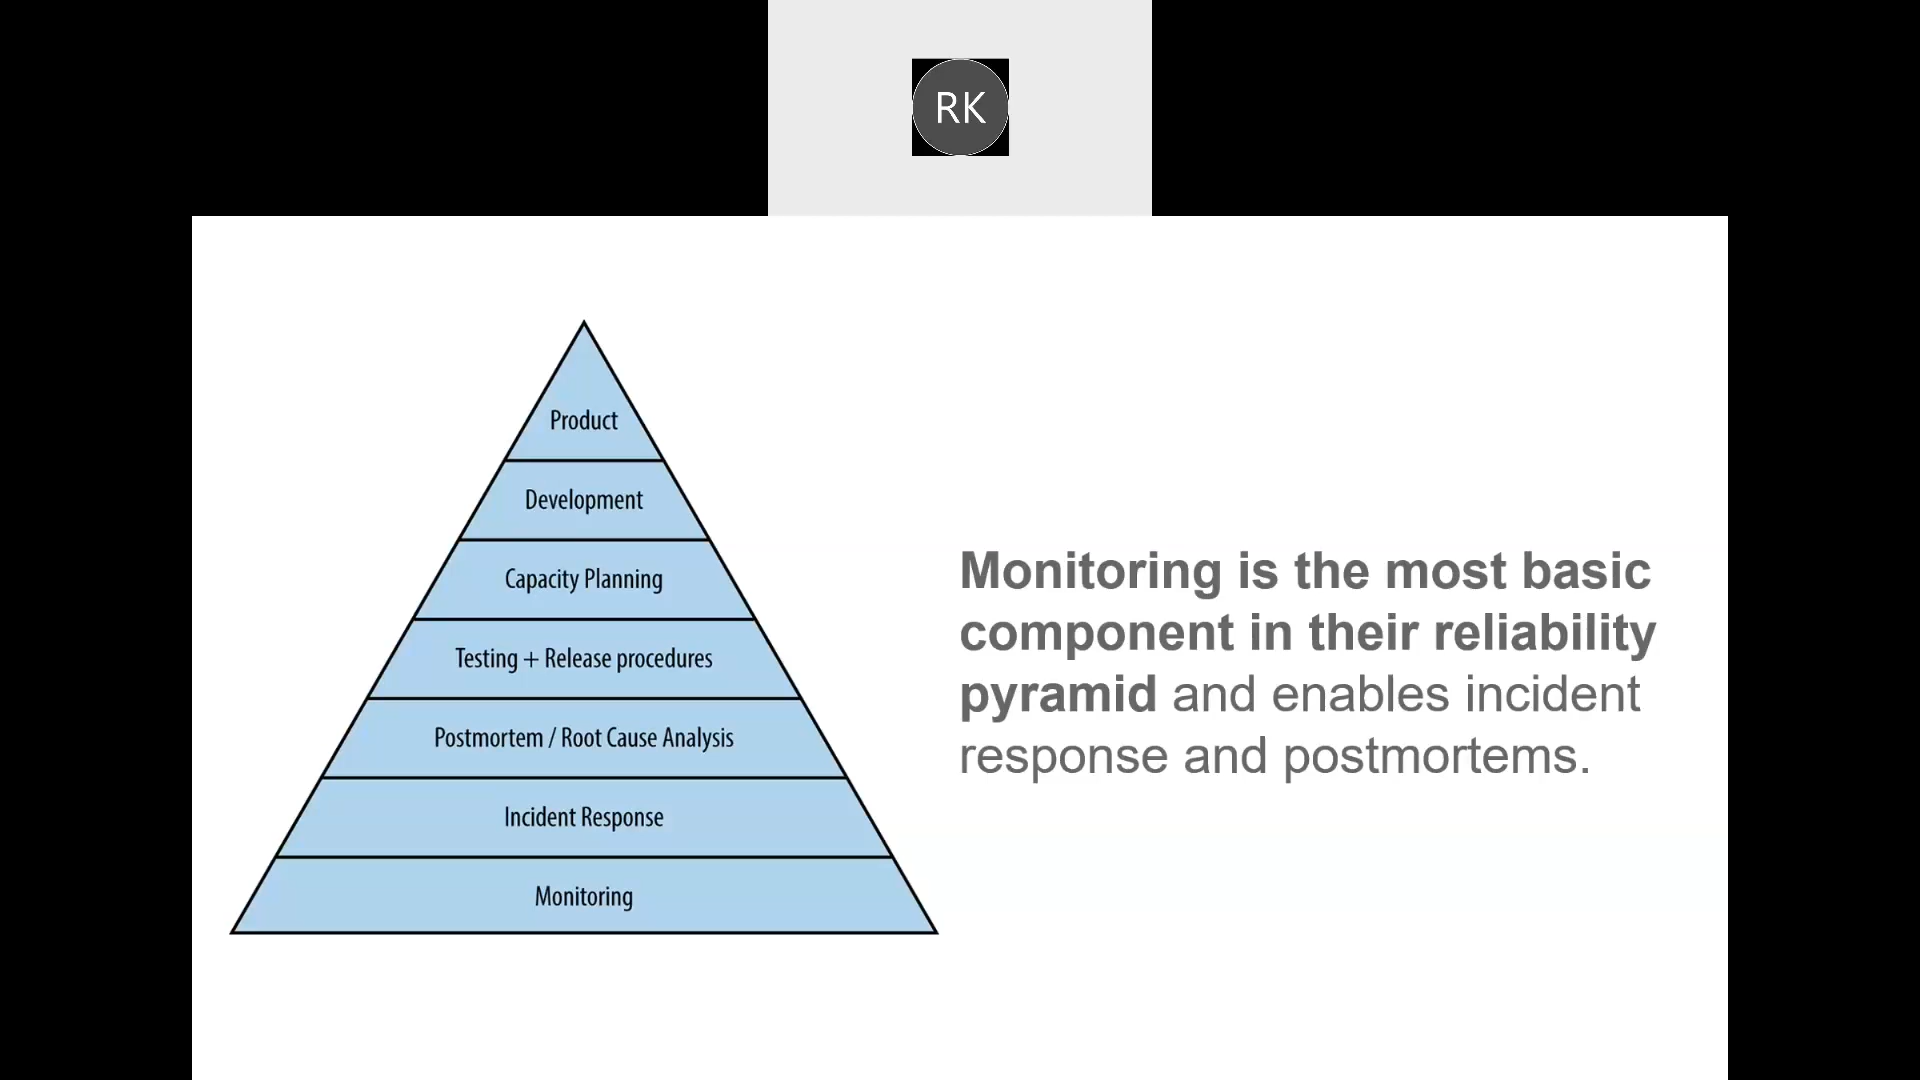 RK
Product
Development
Capacity Planning
Testing + Release procedures
Postmortem / Root Cause Analysis
Incident Response
Monitoring
Monitoring is the most basic
component in their reliability
pyramid and enables incident
response and postmortems.